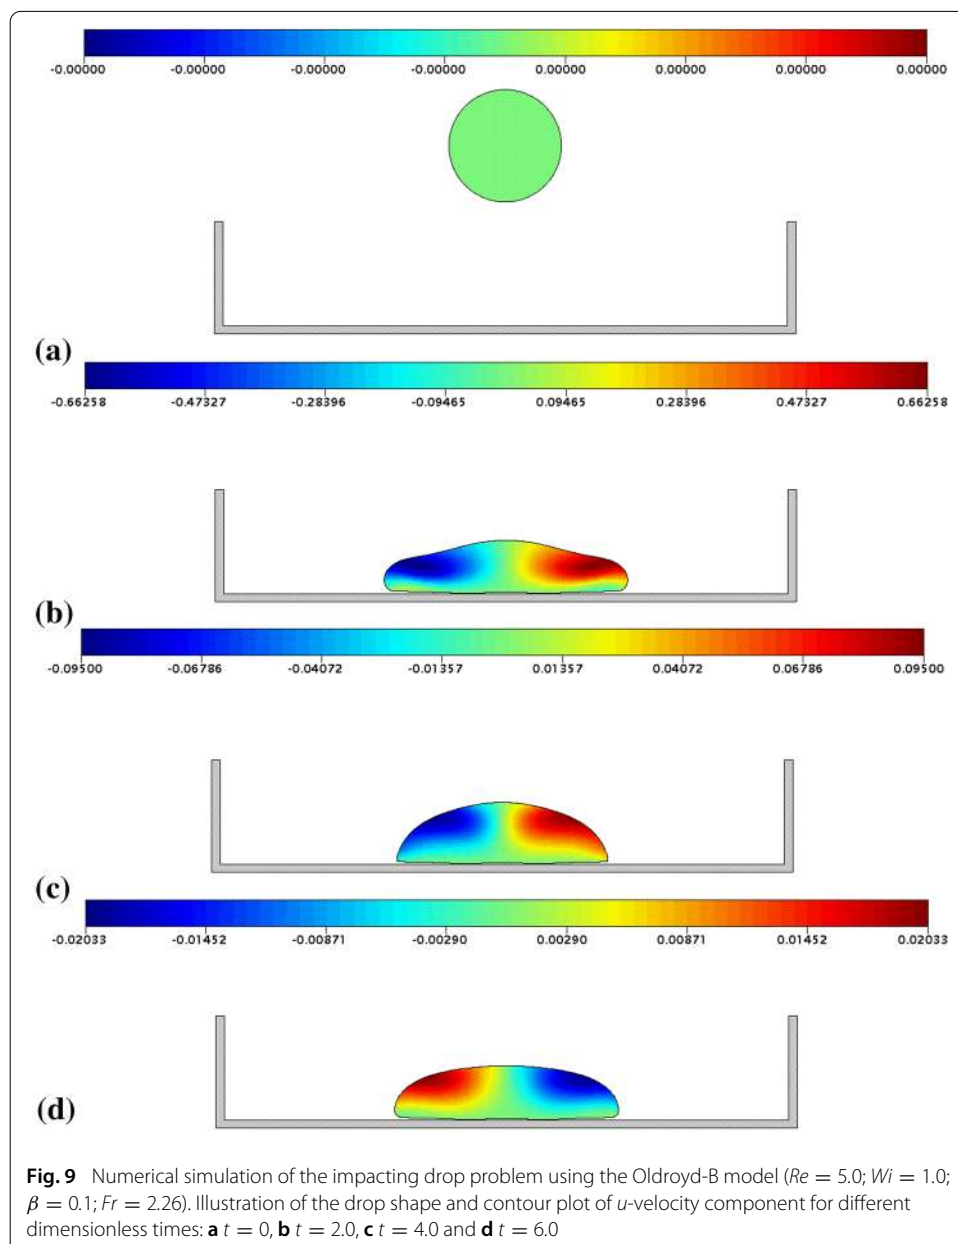 -0.00000 -0.00000 -0.00000 -0.00000 0.00000 0.00000 0.00000 0.00000
(a)
-0.66258 -0.47327 -0.28396 -0.09465 0.09465 0.28396 0.47327 0.66258
(b)
-0.09500 -0.06786 -0.04072 -0.01357 0.01357 0.04072 0.06786 0.09500
(c)
-0.02033 -0.01452 -0.00871 -0.00290 0.00290 0.00871 0.01452 0.02033
(d)
Fig. 9 Numerical simulation of the impacting drop problem using the Oldroyd-B model (Re = 5.0; Wi = 1.0;
β = 0.1; Fr = 2.26). Illustration of the drop shape and contour plot of u-velocity component for different
dimensionless times: a t = 0, b t = 2.0, c t = 4.0 and d t = 6.0